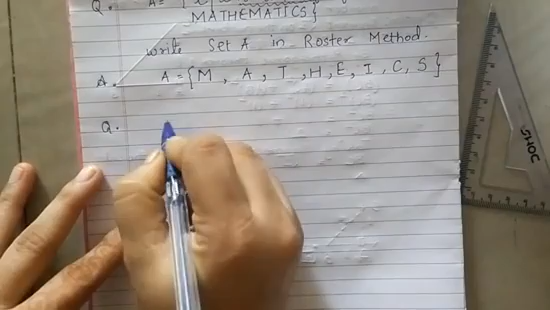 Q. A = {
MATHEMATICS}
write Set A in Roster Method.
A. A = {M, A, T, H, E, I, C, S}
Q.